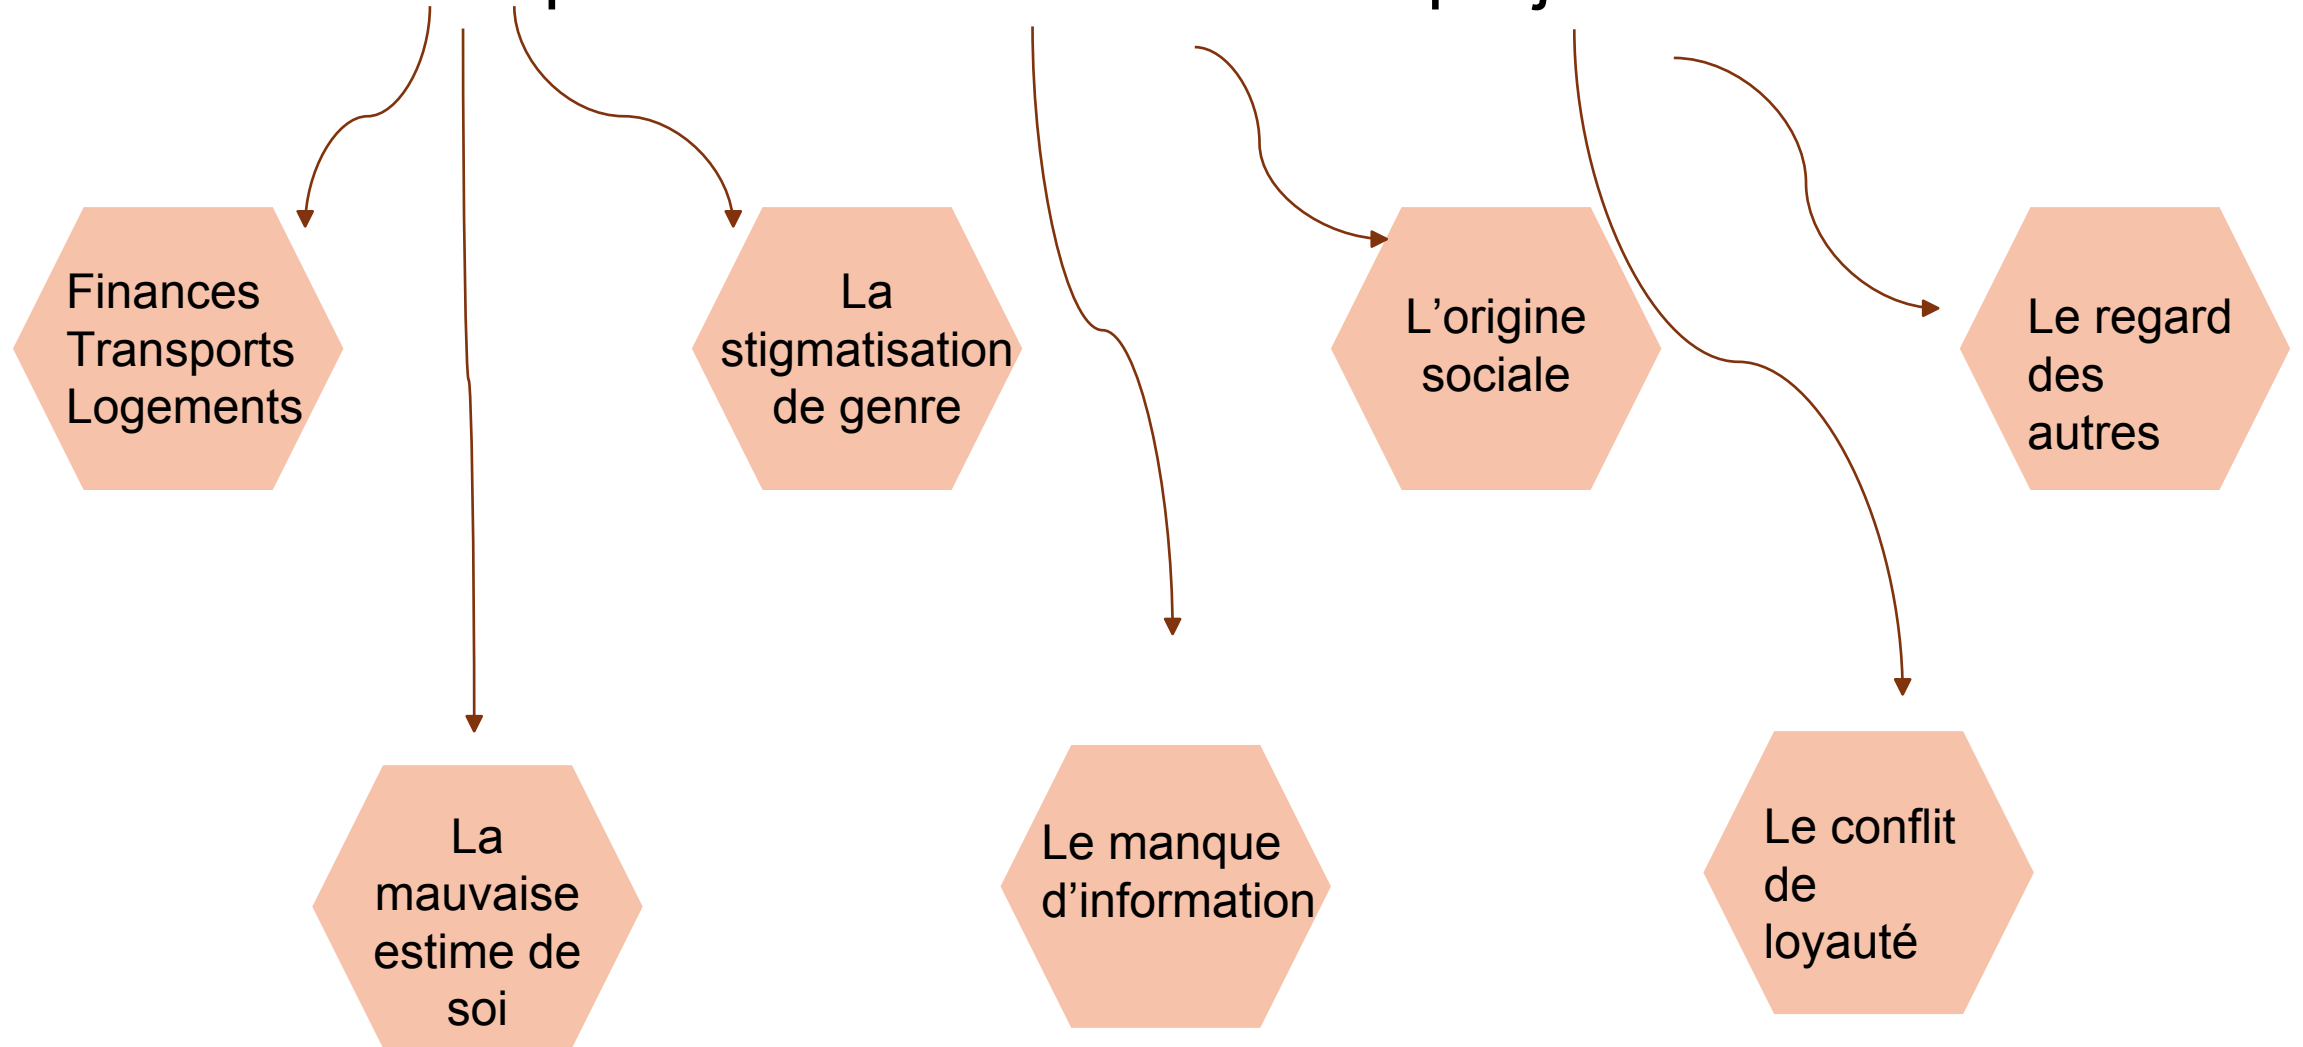 Finances
Transports
Logements
La
stigmatisation
de genre
L’origine
sociale
Le regard
des
autres
La
mauvaise
estime de
soi
Le manque
d’information
Le conflit
de
loyauté